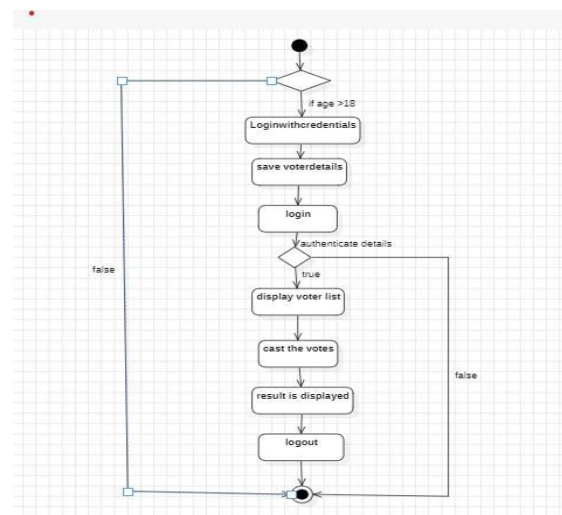 if age >18
Loginwithcredentials
save voterdetails
login
authenticate details
true
false
display voter list
cast the votes
false
result is displayed
logout